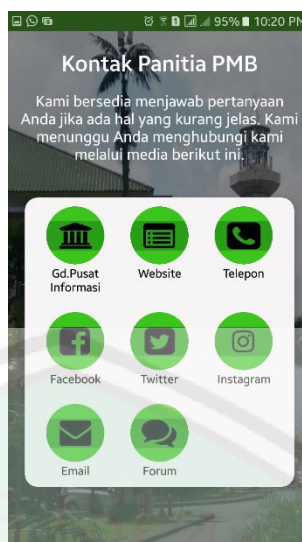 95% 10:20 PM
Kontak Panitia PMB
Kami bersedia menjawab pertanyaan
Anda jika ada hal yang kurang jelas. Kami
menunggu Anda menghubungi kami
melalui media berikut ini.
Gd.Pusat Website Telepon
Informasi
Facebook Twitter Instagram
Email Forum